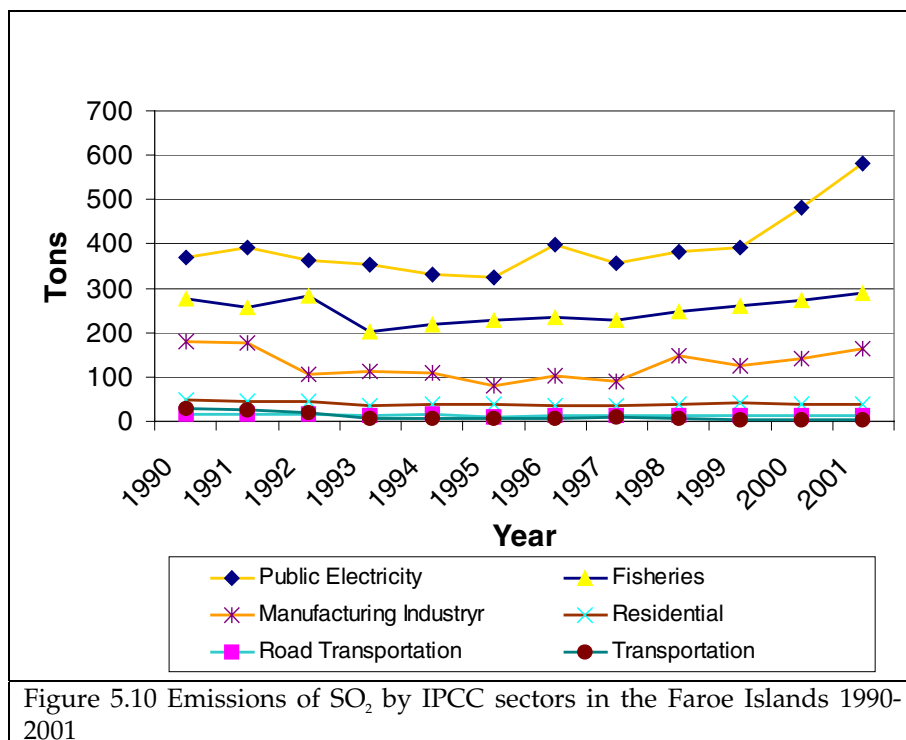 700
600
500
400
300
200
100
0
Tons
1990
1991
1992
1993
1994
1995
1996
1997
1998
1999
2000
2001
Year
Public Electricity
Fisheries
Manufacturing Industryr
Residential
Road Transportation
Transportation
Figure 5.10 Emissions of SO₂ by IPCC sectors in the Faroe Islands 1990-
2001